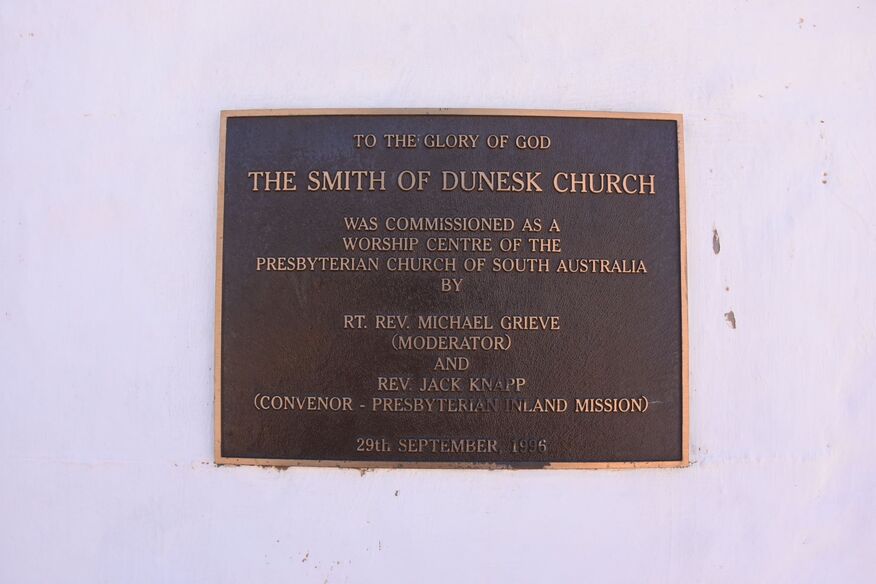 TO THE GLORY OF GOD
THE SMITH OF DUNESK CHURCH
WAS COMMISSIONED AS A
WORSHIP CENTRE OF THE
PRESBYTERIAN CHURCH OF SOUTH AUSTRALIA
BY
RT. REV. MICHAEL GRIEVE
(MODERATOR)
AND
REV. JACK KNAPP
(CONVENOR - PRESBYTERIAN INLAND MISSION)
29th SEPTEMBER, 1996